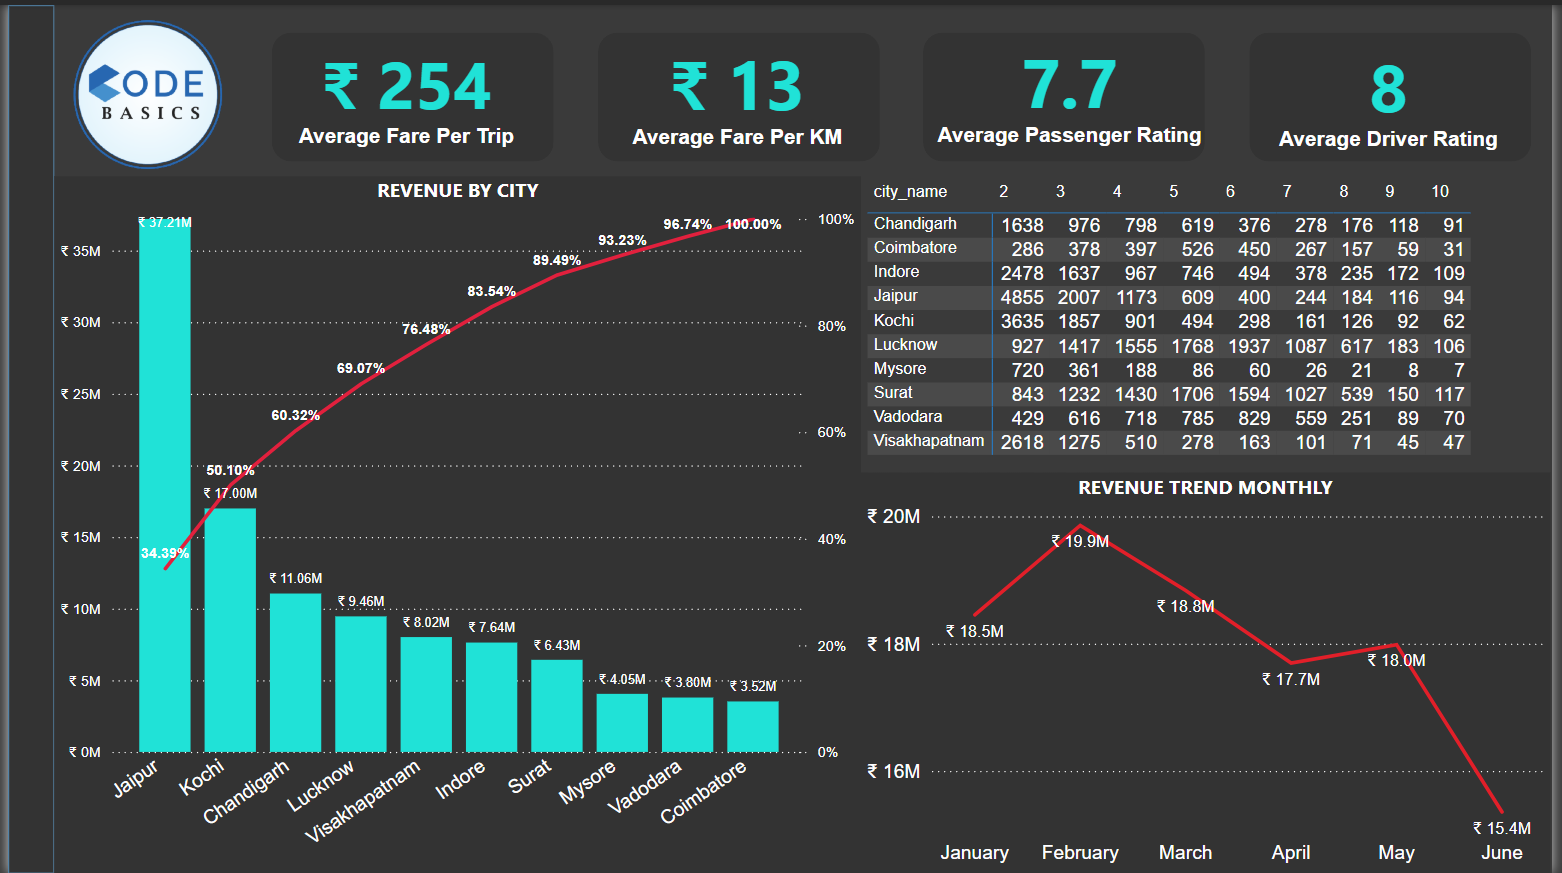 CODE
BASICS
₹ 254
Average Fare Per Trip
₹ 13
Average Fare Per KM
7.7
Average Passenger Rating
8
Average Driver Rating
REVENUE BY CITY
₹ 35M
₹ 30M
₹ 25M
₹ 20M
₹ 15M
₹ 10M
₹ 5M
₹ 0M
₹ 37.21M
₹ 17.00M
₹ 11.06M
₹ 9.46M
₹ 8.02M
₹ 7.64M
₹ 6.43M
₹ 4.05M
₹ 3.80M
₹ 3.52M
34.39%
50.10%
60.32%
69.07%
76.48%
83.54%
89.49%
93.23%
96.74%
100.00%
100%
80%
60%
40%
20%
0%
Jaipur
Kochi
Chandigarh
Lucknow
Visakhapatnam
Indore
Surat
Mysore
Vadodara
Coimbatore
city_name 2 3 4 5 6 7 8 9 10
Chandigarh 1638 976 798 619 376 278 176 118 91
Coimbatore 286 378 397 526 450 267 157 59 31
Indore 2478 1637 967 746 494 378 235 172 109
Jaipur 4855 2007 1173 609 400 244 184 116 94
Kochi 3635 1857 901 494 298 161 126 92 62
Lucknow 927 1417 1555 1768 1937 1087 617 183 106
Mysore 720 361 188 86 60 26 21 8 7
Surat 843 1232 1430 1706 1594 1027 539 150 117
Vadodara 429 616 718 785 829 559 251 89 70
Visakhapatnam 2618 1275 510 278 163 101 71 45 47
REVENUE TREND MONTHLY
₹ 20M
₹ 18M
₹ 16M
₹ 18.5M
₹ 19.9M
₹ 18.8M
₹ 17.7M
₹ 18.0M
₹ 15.4M
January February March April May June